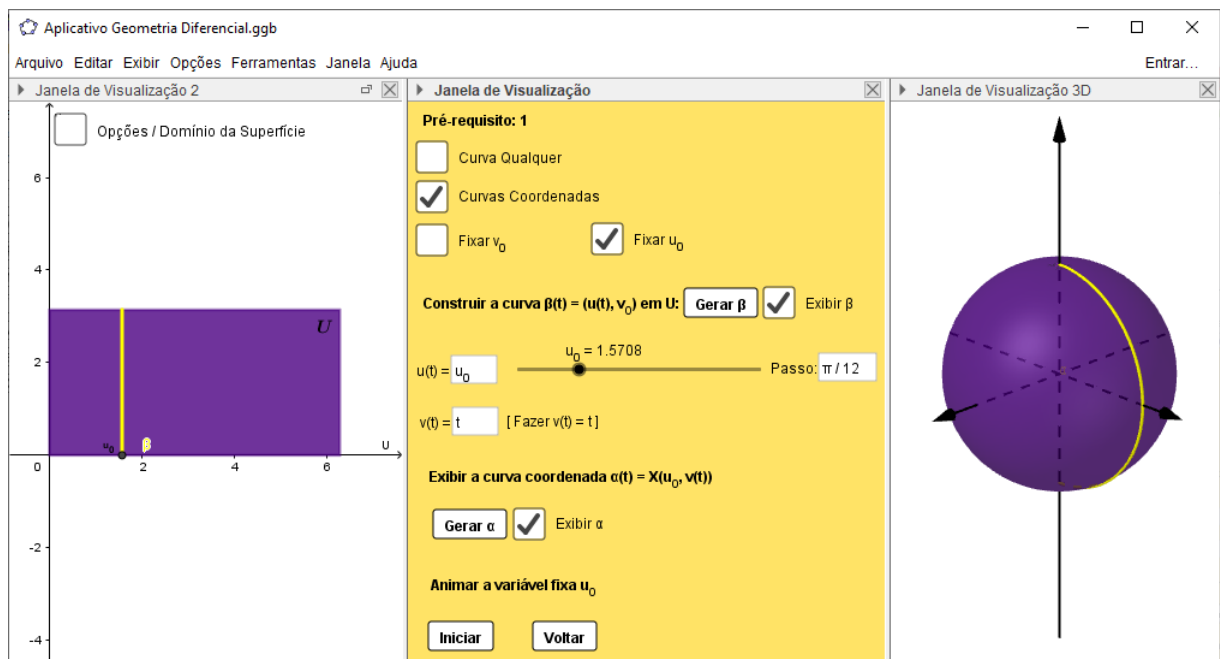 Aplicativo Geometria Diferencial.ggb
Arquivo Editar Exibir Opções Ferramentas Janela Ajuda Entrar...
Janela de Visualização 2
Opções / Domínio da Superfície
6
4
2
0
-2
-4
2
4
6
U
U
u₀
β
Janela de Visualização
Pré-requisito: 1
Curva Qualquer
Curvas Coordenadas
Fixar v₀ Fixar u₀
Construir a curva β(t) = (u(t), v₀) em U: Gerar β Exibir β
u₀ = 1.5708
u(t) = u₀ Passo: π / 12
v(t) = t [ Fazer v(t) = t ]
Exibir a curva coordenada α(t) = X(u₀, v(t))
Gerar α Exibir α
Animar a variável fixa u₀
Iniciar Voltar
Janela de Visualização 3D